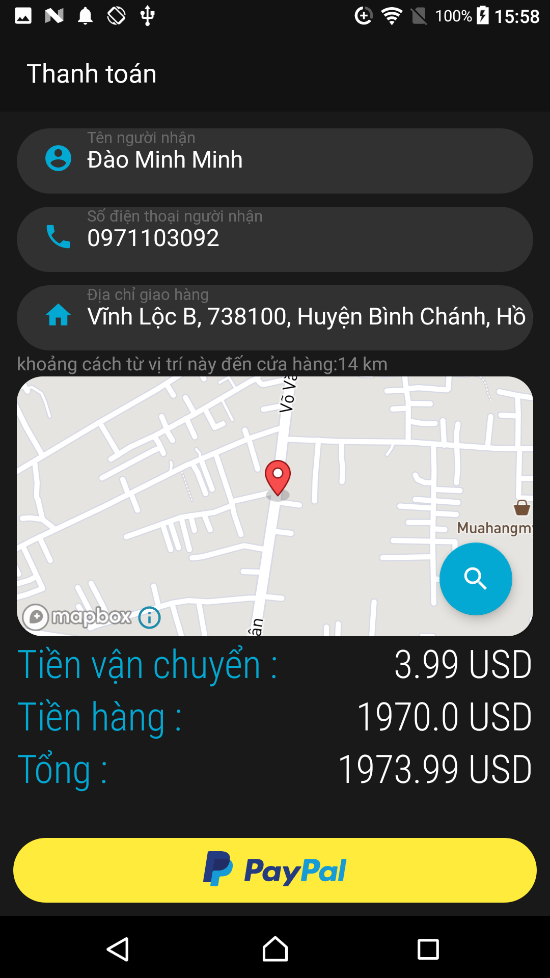 100% 15:58
Thanh toán
Tên người nhận
Đào Minh Minh
Số điện thoại người nhận
0971103092
Địa chỉ giao hàng
Vĩnh Lộc B, 738100, Huyện Bình Chánh, Hồ
khoảng cách từ vị trí này đến cửa hàng:14 km
Võ Vă
Muahangm
mapbox
ân
Tiền vận chuyển : 3.99 USD
Tiền hàng : 1970.0 USD
Tổng : 1973.99 USD
PayPal